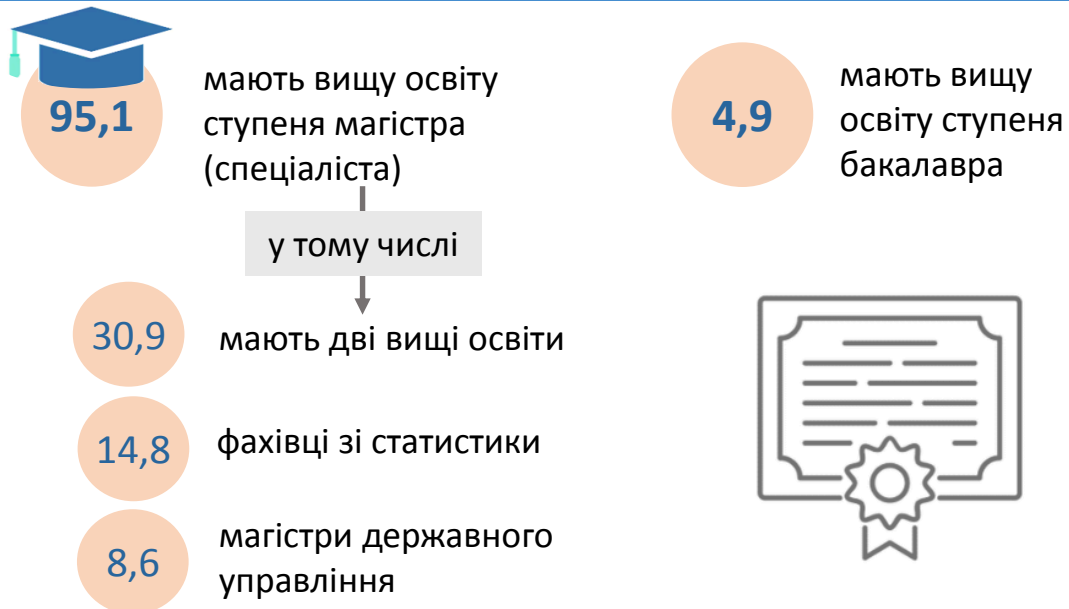 95,1
мають вищу освіту
ступеня магістра
(спеціаліста)
4,9
мають вищу
освіту ступеня
бакалавра
у тому числі
30,9
мають дві вищі освіти
14,8
фахівці зі статистики
8,6
магістри державного
управління